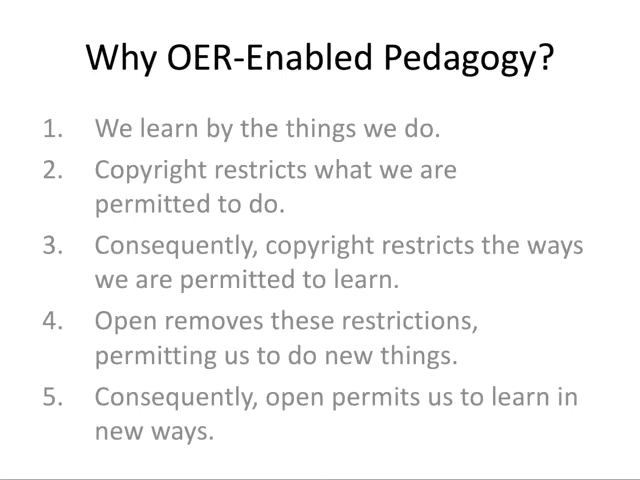 Why OER-Enabled Pedagogy?
1. We learn by the things we do.
2. Copyright restricts what we are
permitted to do.
3. Consequently, copyright restricts the ways
we are permitted to learn.
4. Open removes these restrictions,
permitting us to do new things.
5. Consequently, open permits us to learn in
new ways.